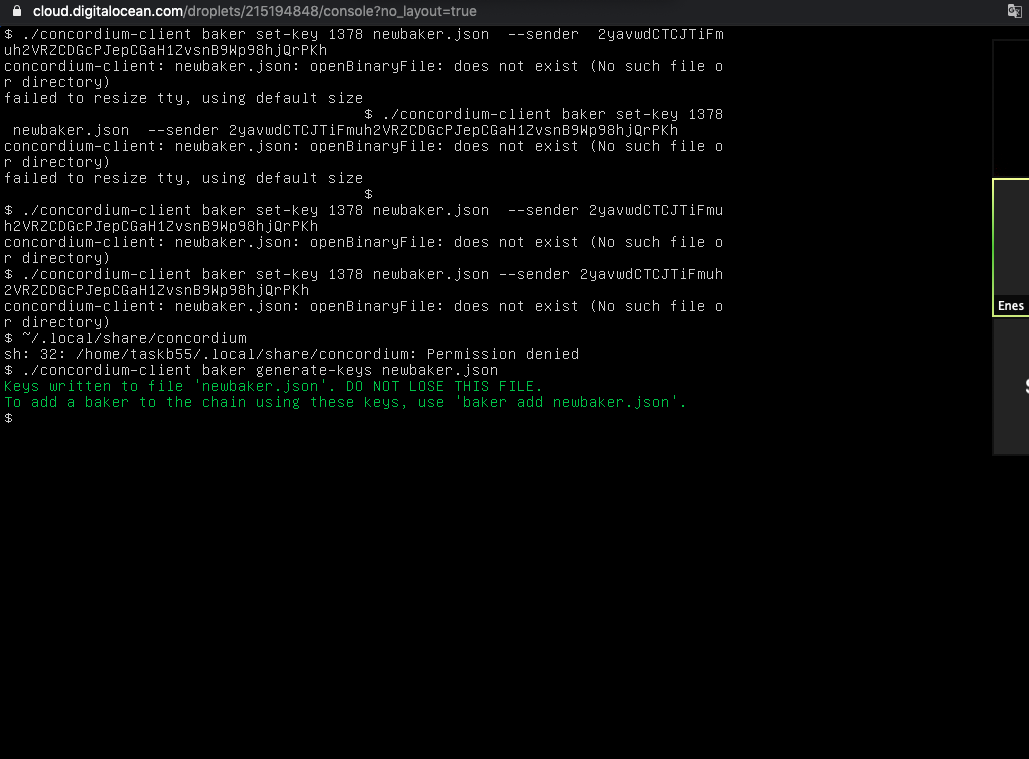 cloud.digitalocean.com/droplets/215194848/console?no_layout=true
$ ./concordium-client baker set-key 1378 newbaker.json  --sender  2yavwdCTCJTiFm
uh2VRZCDGcPJepCGaH1ZvsnB9Wp98hjQrPKh
concordium-client: newbaker.json: openBinaryFile: does not exist (No such file o
r directory)
failed to resize tty, using default size
$ ./concordium-client baker set-key 1378
newbaker.json  --sender 2yavwdCTCJTiFmuh2VRZCDGcPJepCGaH1ZvsnB9Wp98hjQrPKh
concordium-client: newbaker.json: openBinaryFile: does not exist (No such file o
r directory)
failed to resize tty, using default size
$
$ ./concordium-client baker set-key 1378 newbaker.json  --sender 2yavwdCTCJTiFmu
h2VRZCDGcPJepCGaH1ZvsnB9Wp98hjQrPKh
concordium-client: newbaker.json: openBinaryFile: does not exist (No such file o
r directory)
$ ./concordium-client baker set-key 1378 newbaker.json --sender 2yavwdCTCJTiFmuh
2VRZCDGcPJepCGaH1ZvsnB9Wp98hjQrPKh
concordium-client: newbaker.json: openBinaryFile: does not exist (No such file o
r directory)
$ ~/.local/share/concordium
sh: 32: /home/taskb55/.local/share/concordium: Permission denied
$ ./concordium-client baker generate-keys newbaker.json
Keys written to file 'newbaker.json'. DO NOT LOSE THIS FILE.
To add a baker to the chain using these keys, use 'baker add newbaker.json'.
$
Enes